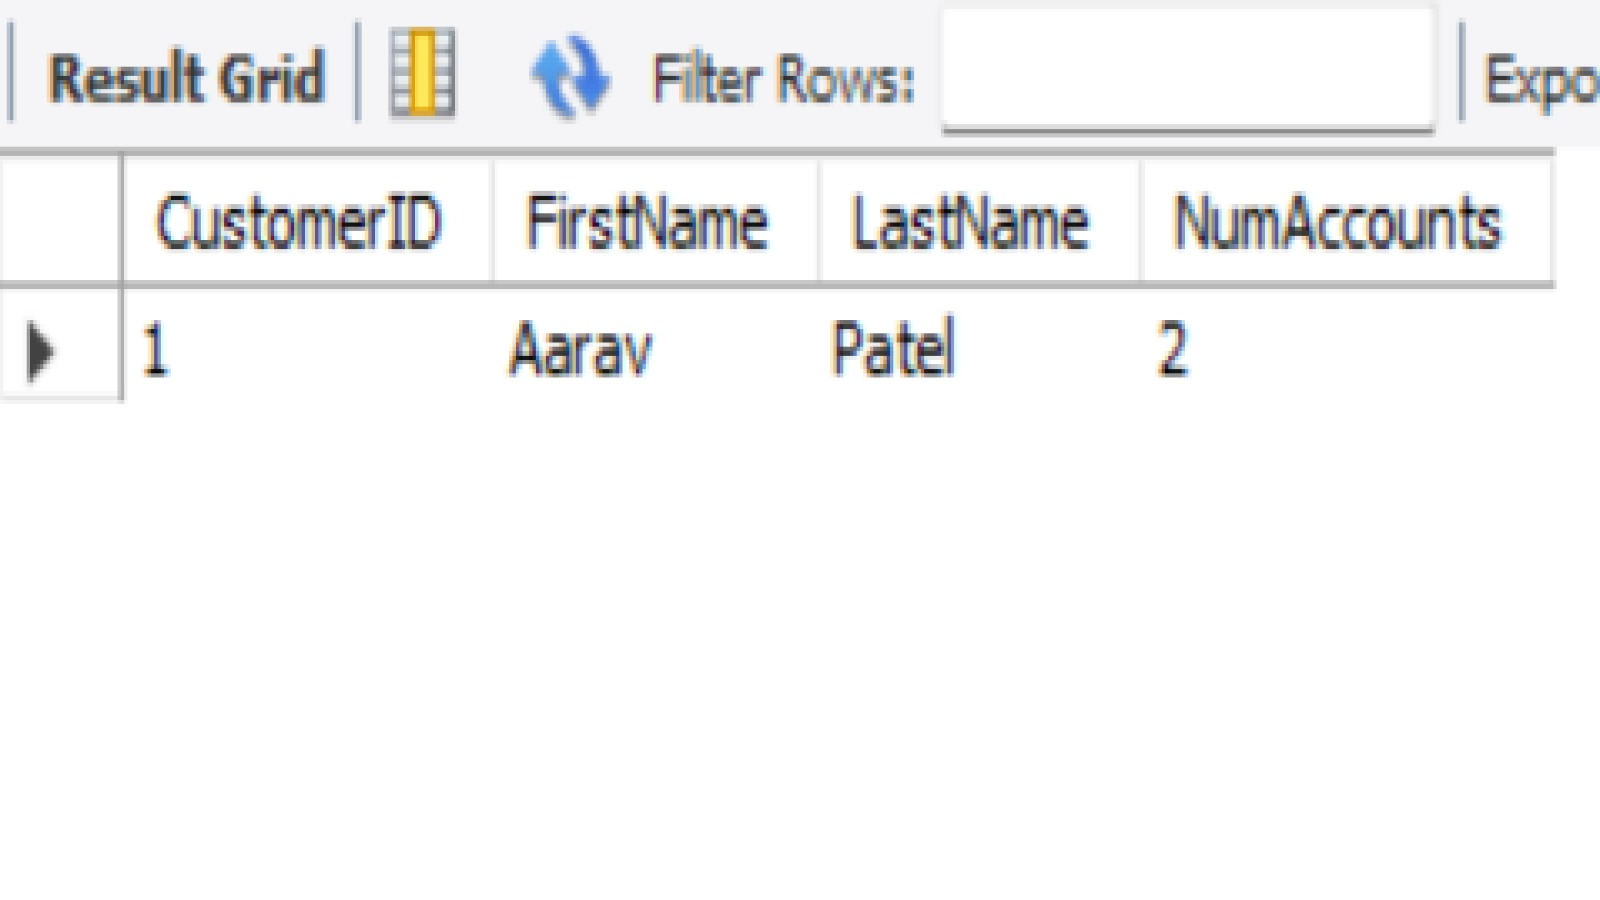 Result Grid Filter Rows: Expo
CustomerID FirstName LastName NumAccounts
1 Aarav Patel 2